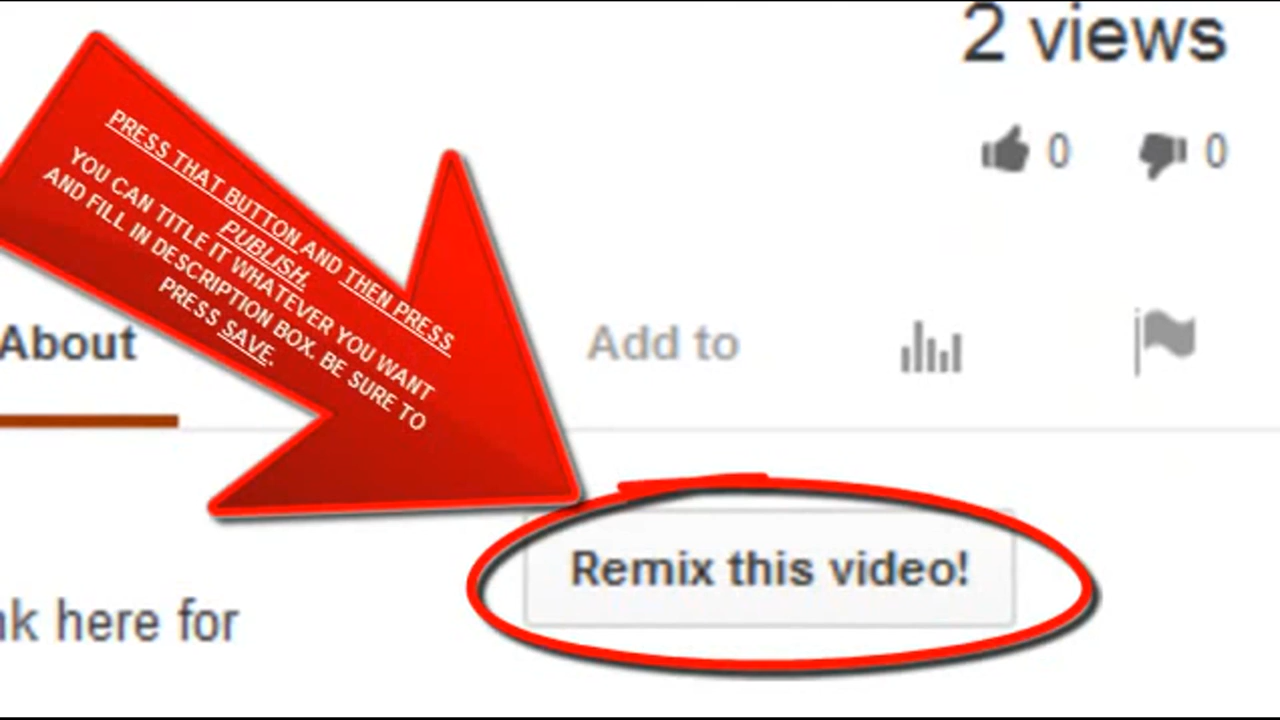 2 views
0 0
PRESS THAT BUTTON AND THEN PRESS
PUBLISH.
YOU CAN TITLE IT WHATEVER YOU WANT
AND FILL IN DESCRIPTION BOX. BE SURE TO
PRESS SAVE.
About Add to
Remix this video!
nk here for